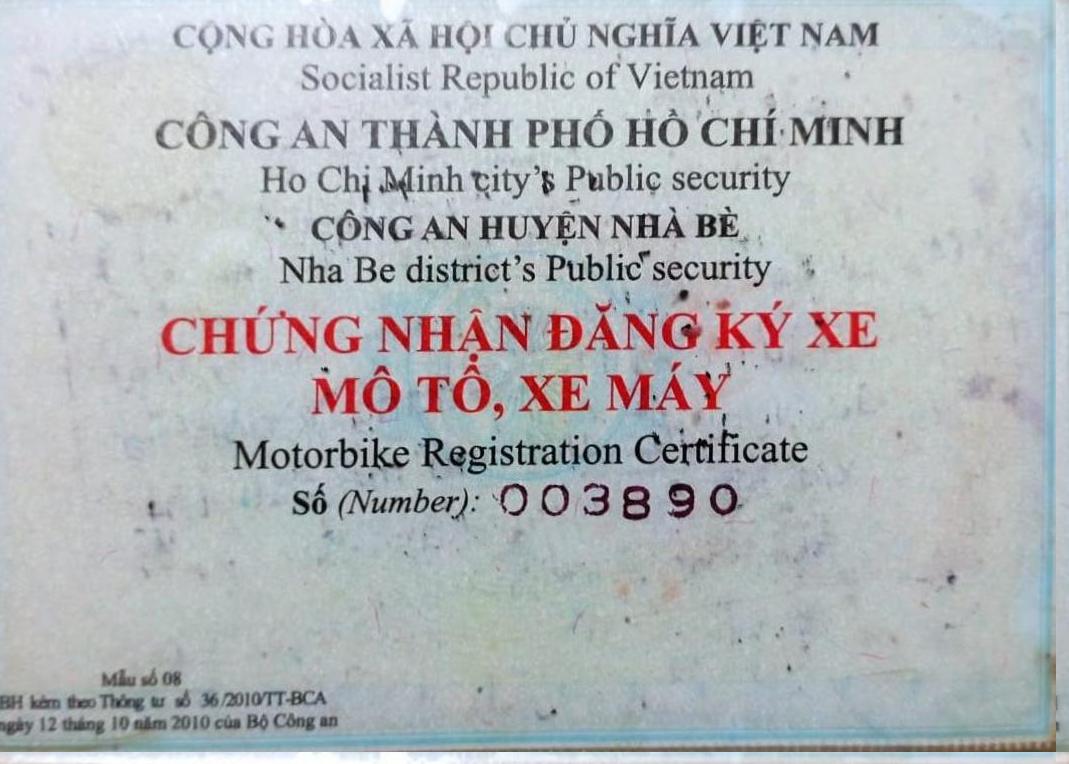 CỘNG HÒA XÃ HỘI CHỦ NGHĨA VIỆT NAM
Socialist Republic of Vietnam
CÔNG AN THÀNH PHỐ HỒ CHÍ MINH
Ho Chi Minh city's Public security
CÔNG AN HUYỆN NHÀ BÈ
Nha Be district's Public security
CHỨNG NHẬN ĐĂNG KÝ XE
MÔ TÔ, XE MÁY
Motorbike Registration Certificate
Số (Number): 003890
Mẫu số 08
BH kèm theo Thông tư số 36/2010/TT-BCA
ngày 12 tháng 10 năm 2010 của Bộ Công an